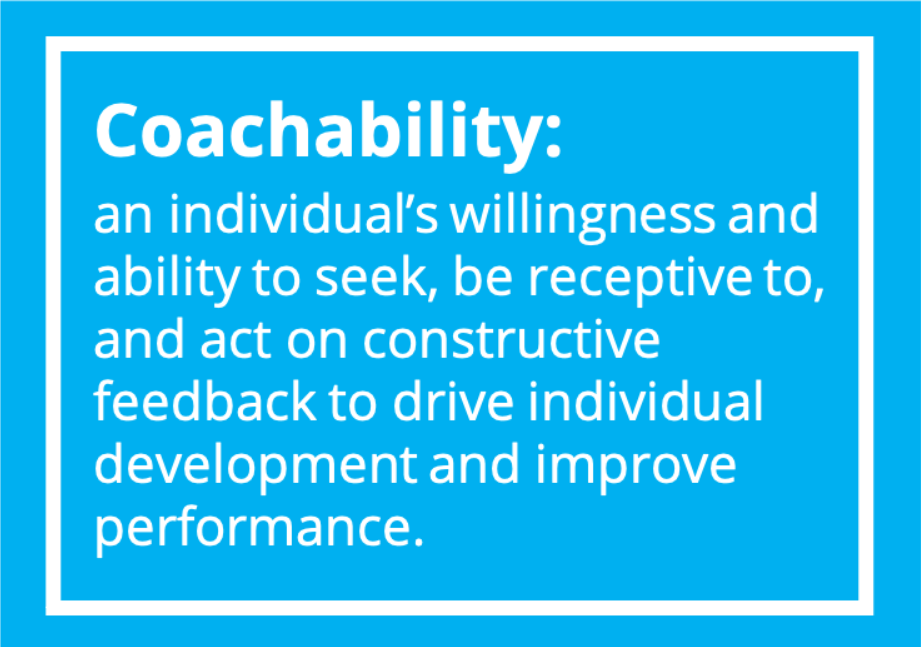 Coachability:
an individual’s willingness and
ability to seek, be receptive to,
and act on constructive
feedback to drive individual
development and improve
performance.